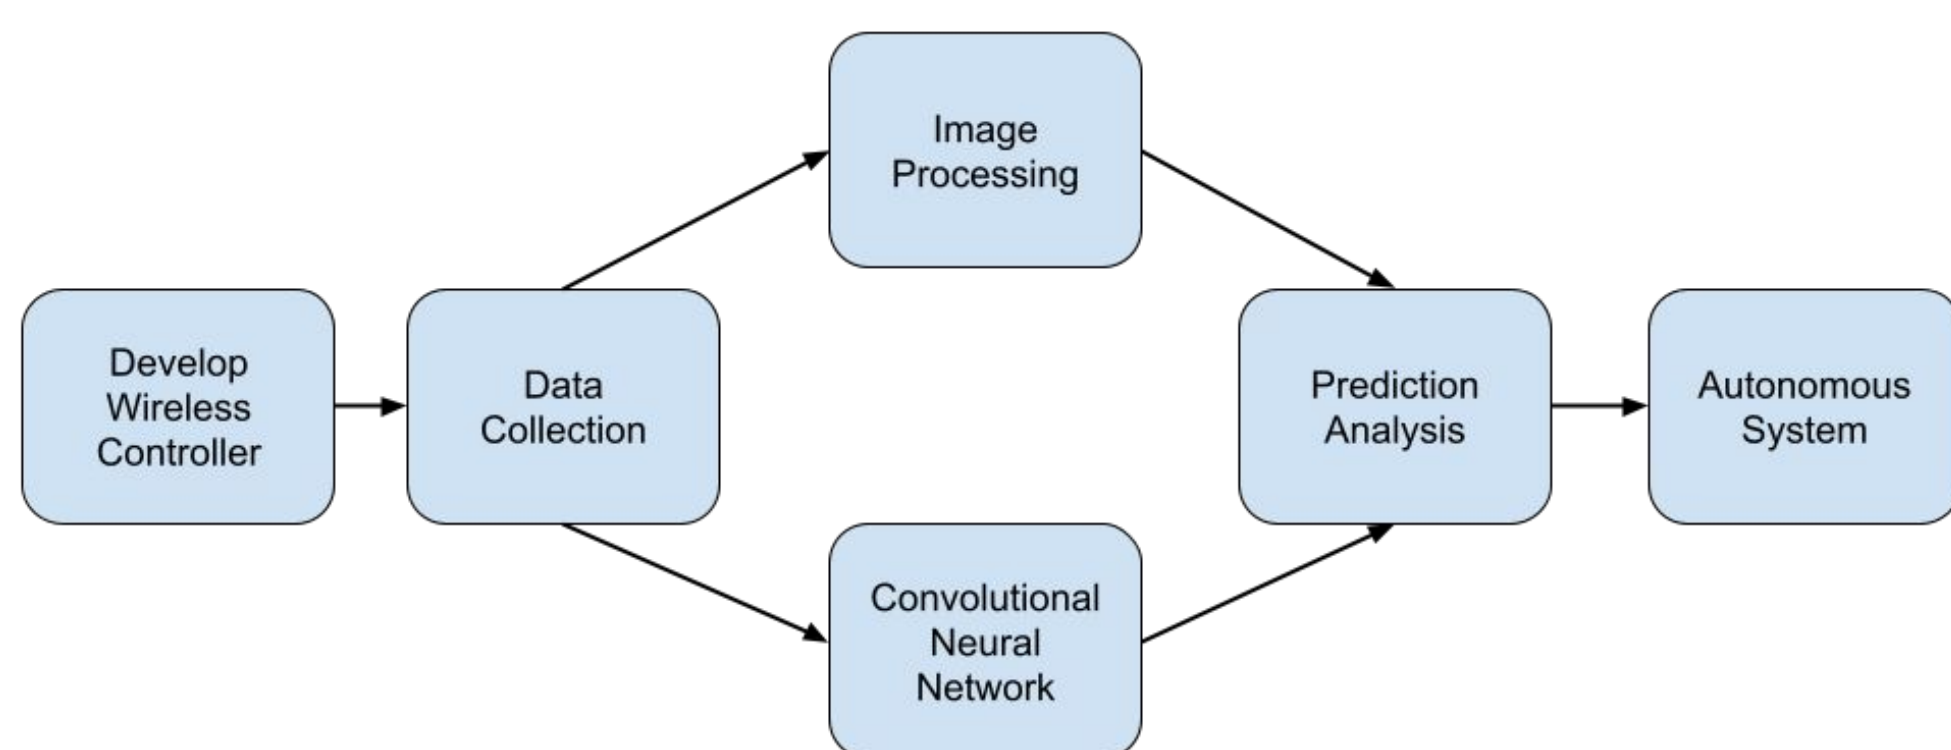 Develop
Wireless
Controller
Data
Collection
Image
Processing
Convolutional
Neural
Network
Prediction
Analysis
Autonomous
System